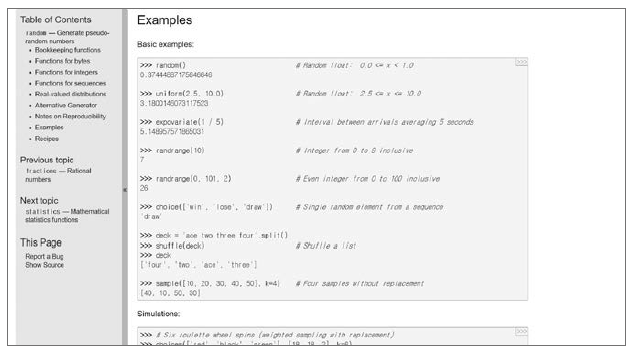 Table of Contents
random — Generate pseudo-
random numbers
Bookkeeping functions
Functions for bytes
Functions for integers
Functions for sequences
Real-valued distributions
Alternative Generator
Notes on Reproducibility
Examples
Recipes
Previous topic
fractions — Rational
numbers
Next topic
statistics — Mathematical
statistics functions
This Page
Report a Bug
Show Source
«
Examples
Basic examples:
>>>
>>> random() # Random float: 0.0 <= x < 1.0
>>> uniform(2.5, 10.0) # Random float: 2.5 <= x <= 10.0
3.1800146073117523
>>> expovariate(1 / 5) # Interval between arrivals averaging 5 seconds
>>> randrange(10) # Integer from 0 to 9 inclusive
7
>>> randrange(0, 101, 2) # Even integer from 0 to 100 inclusive
26
>>> choice(['win', 'lose', 'draw']) # Single random element from a sequence
'draw'
>>> deck = 'ace two three four'.split()
>>> shuffle(deck) # Shuffle a list
>>> deck
['four', 'two', 'ace', 'three']
>>> sample([10, 20, 30, 40, 50], k=4) # Four samples without replacement
[40, 10, 50, 30]
Simulations:
>>>
>>> # Six roulette wheel spins (weighted sampling with replacement)
>>> choices(['red', 'black', 'green'], [18, 18, 2], k=6)